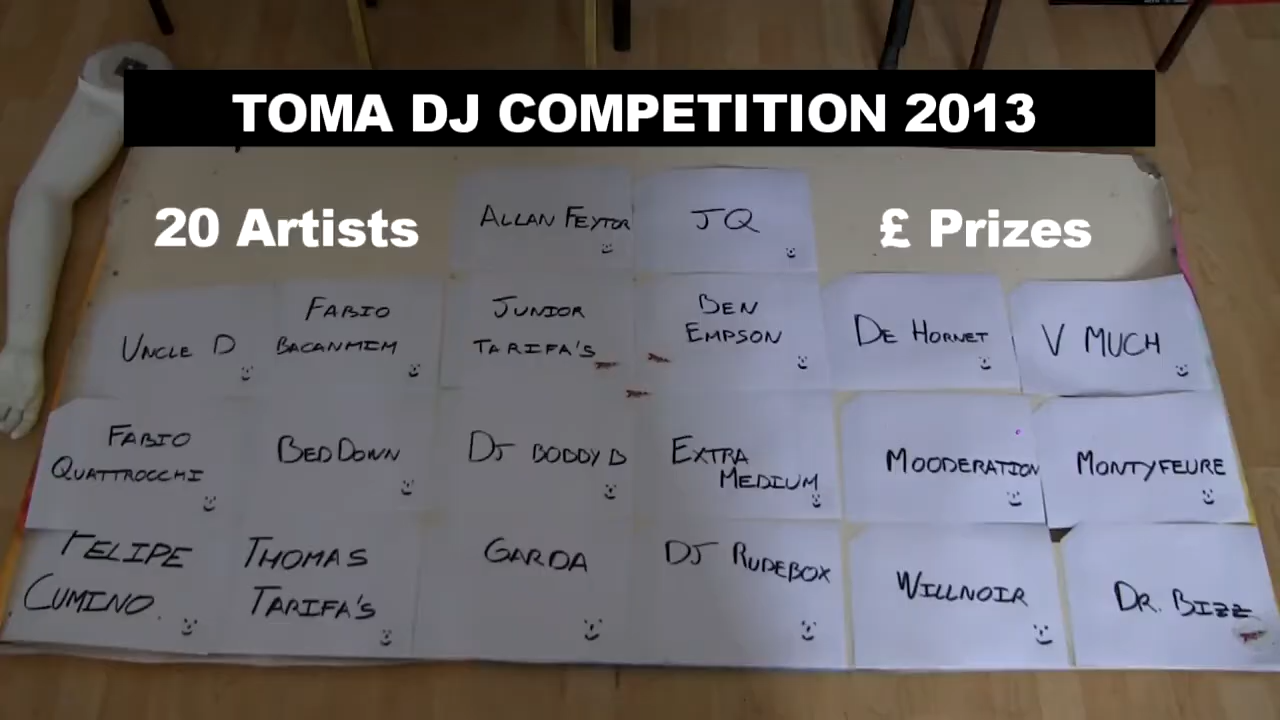 TOMA DJ COMPETITION 2013
20 Artists
£ Prizes
ALLAN FEYTOR
JQ
UNCLE D
FABIO
BACANMIM
JUNIOR
TARIFA'S
BEN
EMPSON
DE HORNET
V MUCH
FABIO
QUATTROCCHI
BED DOWN
DJ BODDY D
EXTRA
MEDIUM
MOODERATION
MONTYFEURE
FELIPE
CUMINO.
THOMAS
TARIFA'S
GARDA
DJ RUDEBOX
WILLNOIR
DR. BIZZ